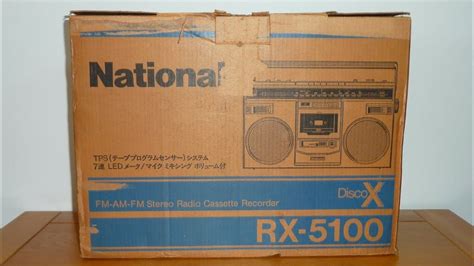 National
TPS(テーププログラムセンサー)システム
7連 LEDメータ/マイク ミキシング ボリューム付
Disco X
FM-AM-FM Stereo Radio Cassette Recorder
RX-5100